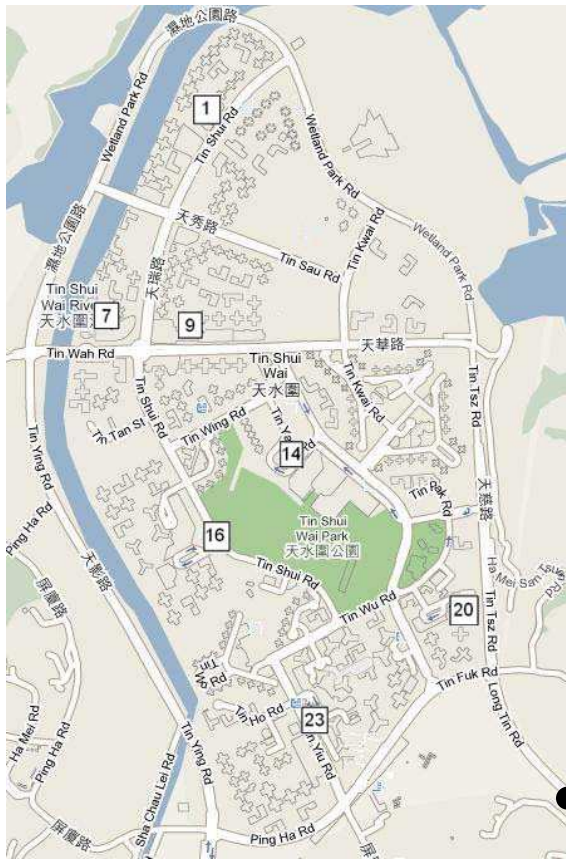 濕地公園路
1
Wetland Park Rd
Tin Shui Rd
Wetland Park Rd
天秀路
Tin Kwai Rd
濕地公園路
天瑞路
Tin Sau Rd
Wetland Park Rd
Tin Shui
Wai River
天水圍
7
9
天華路
Tin Wah Rd
Tin Shui
Wai
天水圍
Tin Tsz Rd
Tin Shui Rd
Tin Kwai Rd
Tin Tan St
Tin Wing Rd
Rd
14
Tin Ying Rd
天慈路
Ping Ha Rd
天影路
Tin Shui
Wai Park
天水圍公園
16
屏廈路
Tin Shui Rd
Ha Mei San Tsuen Rd
20
Tin Wu Rd
Tin Tsz Rd
Tin
Wo Rd
Tin Fuk Rd
Ha Mei Rd
Ping Ha Rd
Tin Ho Rd
23
Long Tin Rd
Tin Yiu Rd
Tin Ying Rd
Sha Chau Lei Rd
屏廈路
Ping Ha Rd